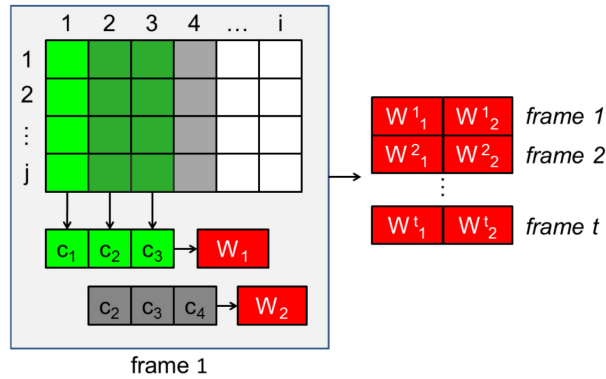 1 2 3 4 ... i
1
2
⋮
j
c₁ c₂ c₃ W₁
c₂ c₃ c₄ W₂
frame 1
W¹₁ W¹₂ frame 1
W²₁ W²₂ frame 2
⋮
Wᵗ₁ Wᵗ₂ frame t